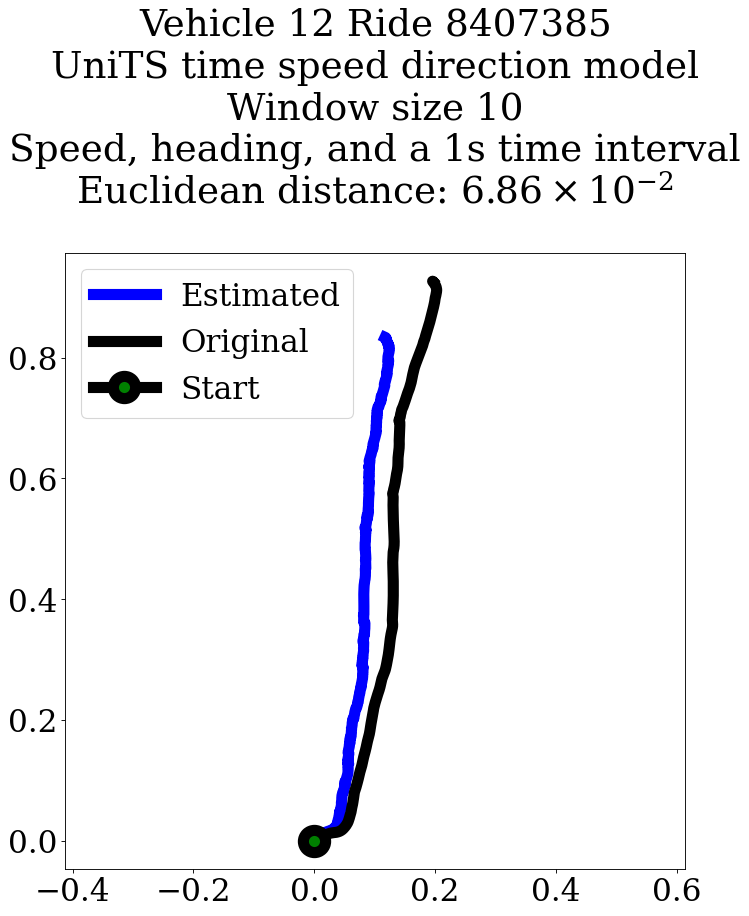 Vehicle 12 Ride 8407385
UniTS time speed direction model
Window size 10
Speed, heading, and a 1s time interval
Euclidean distance: 6.86 × 10⁻²
Estimated
Original
Start
0.8
0.6
0.4
0.2
0.0
−0.4 −0.2 0.0 0.2 0.4 0.6